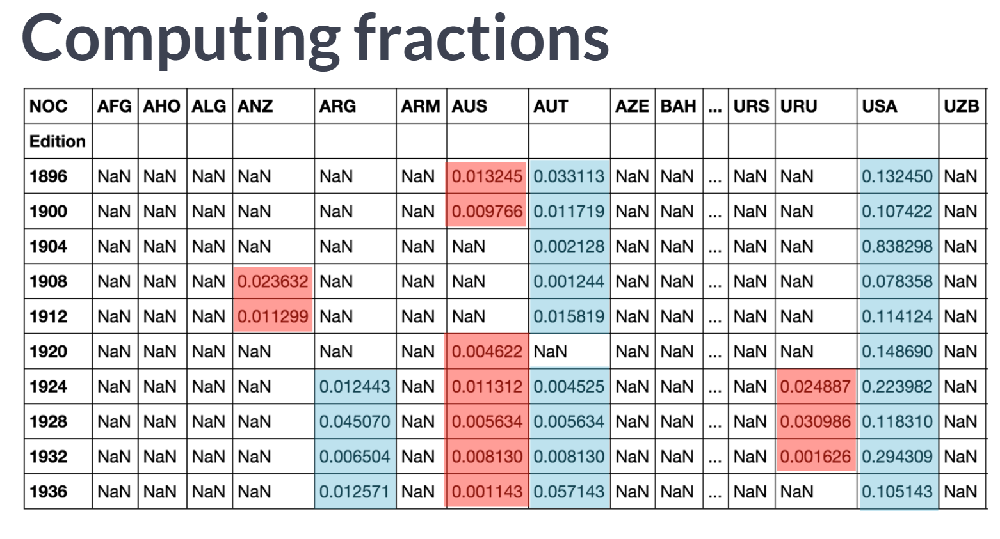 Computing fractions
NOC AFG AHO ALG ANZ ARG ARM AUS AUT AZE BAH ... URS URU USA UZB
Edition
1896 NaN NaN NaN NaN NaN NaN 0.013245 0.033113 NaN NaN ... NaN NaN 0.132450 NaN
1900 NaN NaN NaN NaN NaN NaN 0.009766 0.011719 NaN NaN ... NaN NaN 0.107422 NaN
1904 NaN NaN NaN NaN NaN NaN NaN 0.002128 NaN NaN ... NaN NaN 0.838298 NaN
1908 NaN NaN NaN 0.023632 NaN NaN NaN 0.001244 NaN NaN ... NaN NaN 0.078358 NaN
1912 NaN NaN NaN 0.011299 NaN NaN NaN 0.015819 NaN NaN ... NaN NaN 0.114124 NaN
1920 NaN NaN NaN NaN NaN NaN 0.004622 NaN NaN NaN ... NaN NaN 0.148690 NaN
1924 NaN NaN NaN NaN 0.012443 NaN 0.011312 0.004525 NaN NaN ... NaN 0.024887 0.223982 NaN
1928 NaN NaN NaN NaN 0.045070 NaN 0.005634 0.005634 NaN NaN ... NaN 0.030986 0.118310 NaN
1932 NaN NaN NaN NaN 0.006504 NaN 0.008130 0.008130 NaN NaN ... NaN 0.001626 0.294309 NaN
1936 NaN NaN NaN NaN 0.012571 NaN 0.001143 0.057143 NaN NaN ... NaN NaN 0.105143 NaN